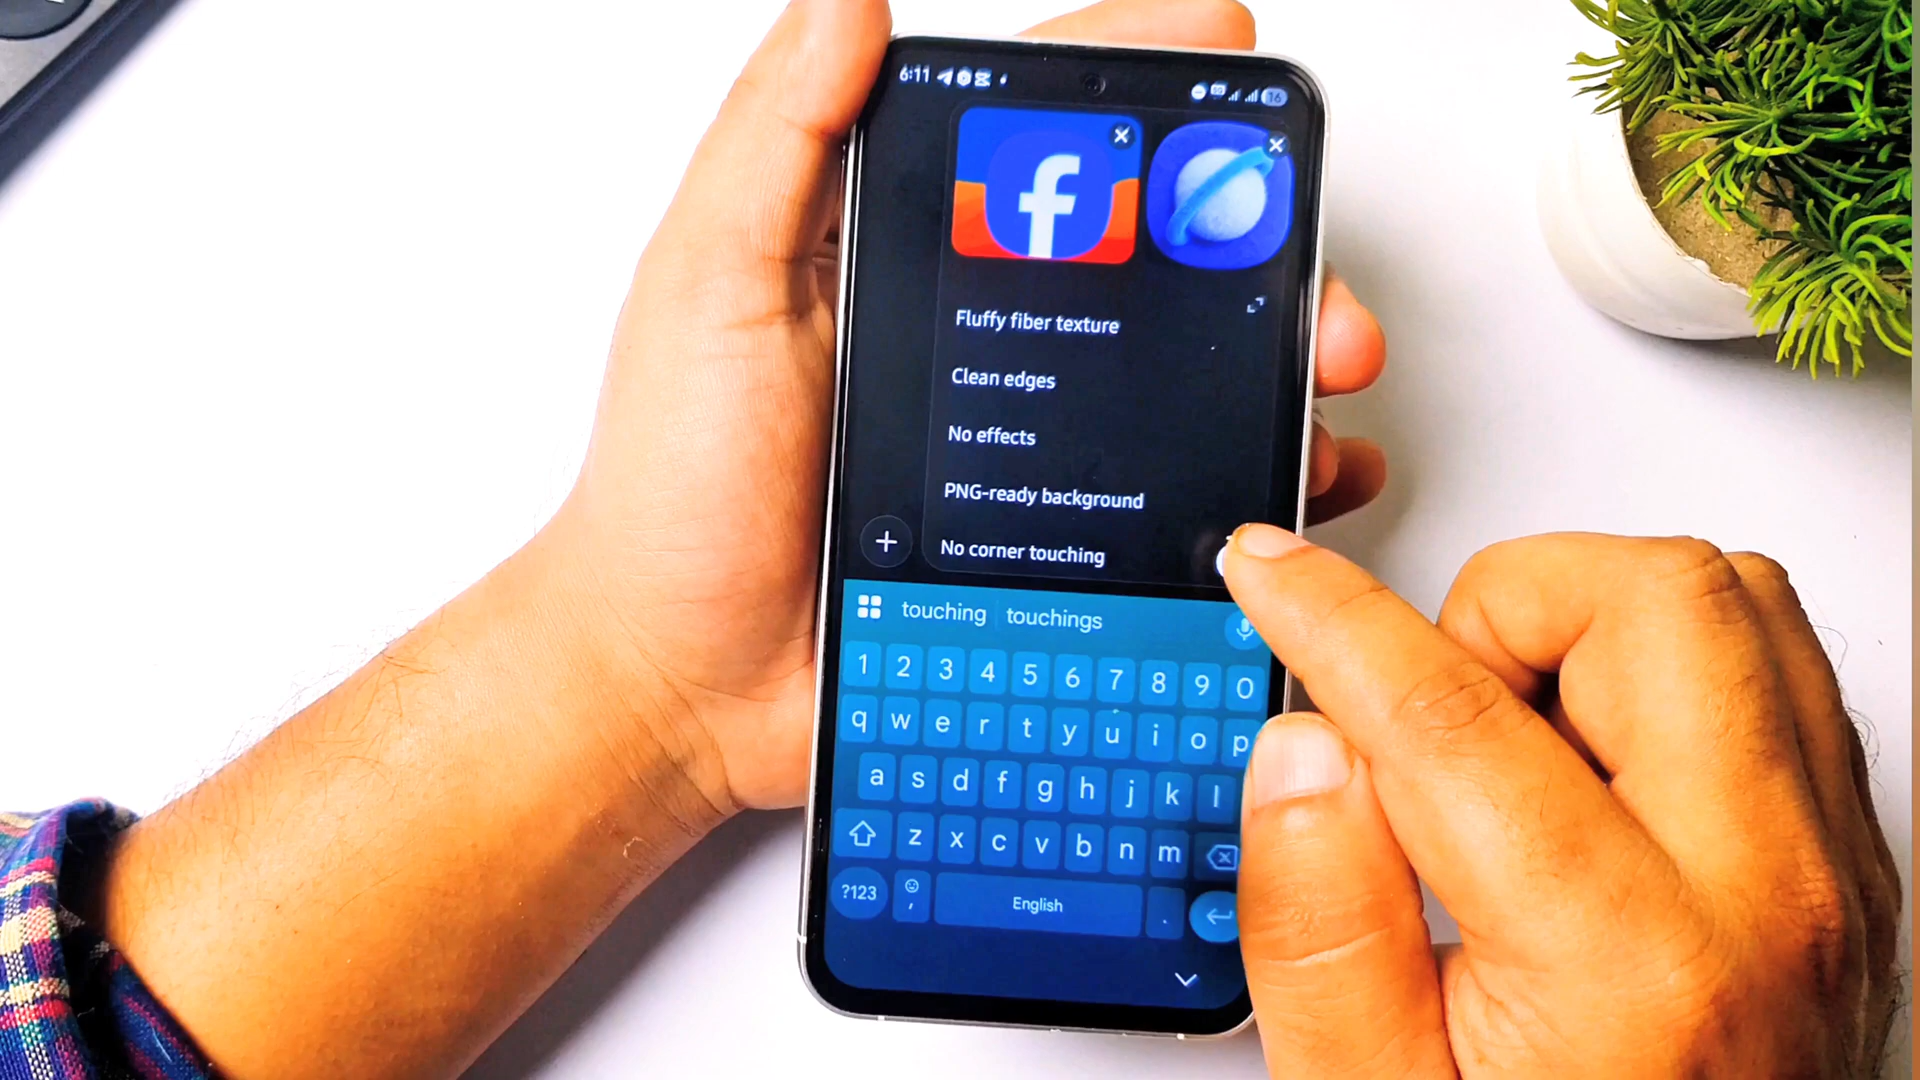 6:11
16
f
Fluffy fiber texture
Clean edges
No effects
PNG-ready background
No corner touching
touching touchings
1 2 3 4 5 6 7 8 9 0
q w e r t y u i o p
a s d f g h j k l
z x c v b n m
?123 , English .